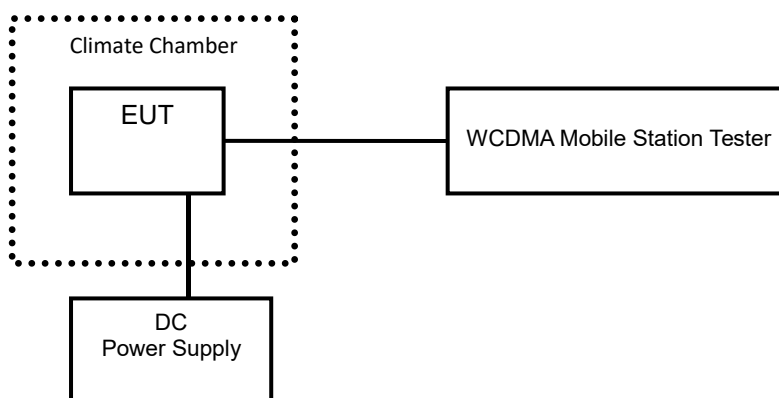 Climate Chamber
EUT
WCDMA Mobile Station Tester
DC
Power Supply